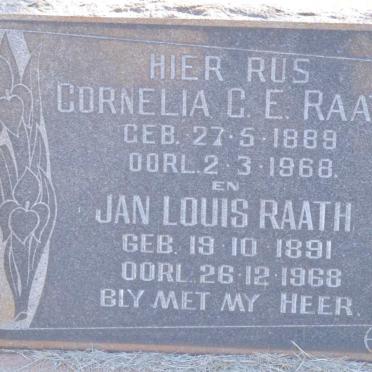 HIER RUS
CORNELIA C. E. RAAT
GEB. 27·5·1889
OORL. 2·3·1968.
EN
JAN LOUIS RAATH
GEB. 19·10·1891
OORL. 26·12·1968
BLY MET MY HEER.